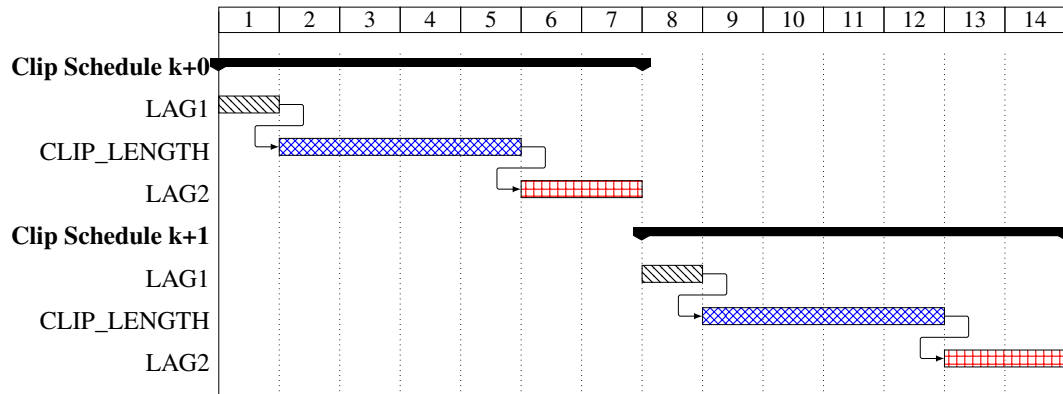 1 2 3 4 5 6 7 8 9 10 11 12 13 14
Clip Schedule k+0
LAG1
CLIP_LENGTH
LAG2
Clip Schedule k+1
LAG1
CLIP_LENGTH
LAG2